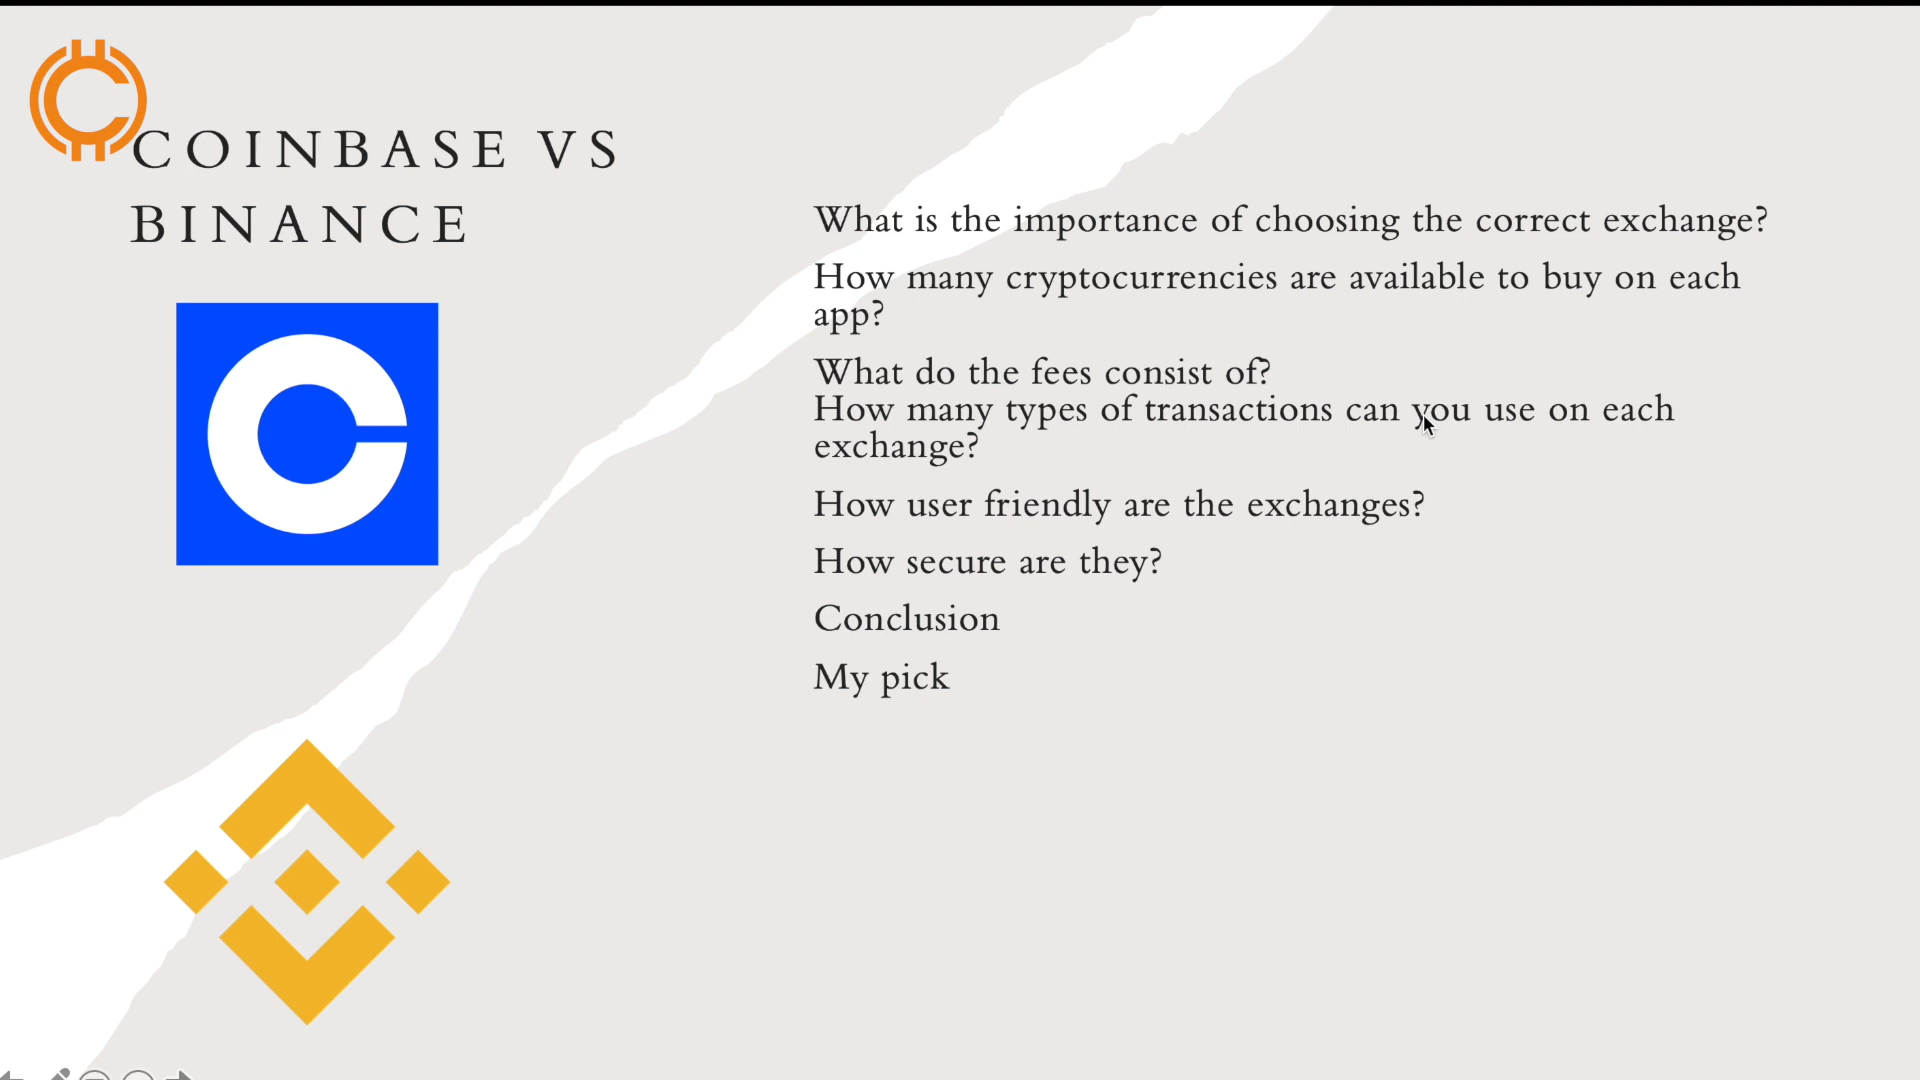 COINBASE VS
BINANCE
What is the importance of choosing the correct exchange?
How many cryptocurrencies are available to buy on each
app?
What do the fees consist of?
How many types of transactions can you use on each
exchange?
How user friendly are the exchanges?
How secure are they?
Conclusion
My pick